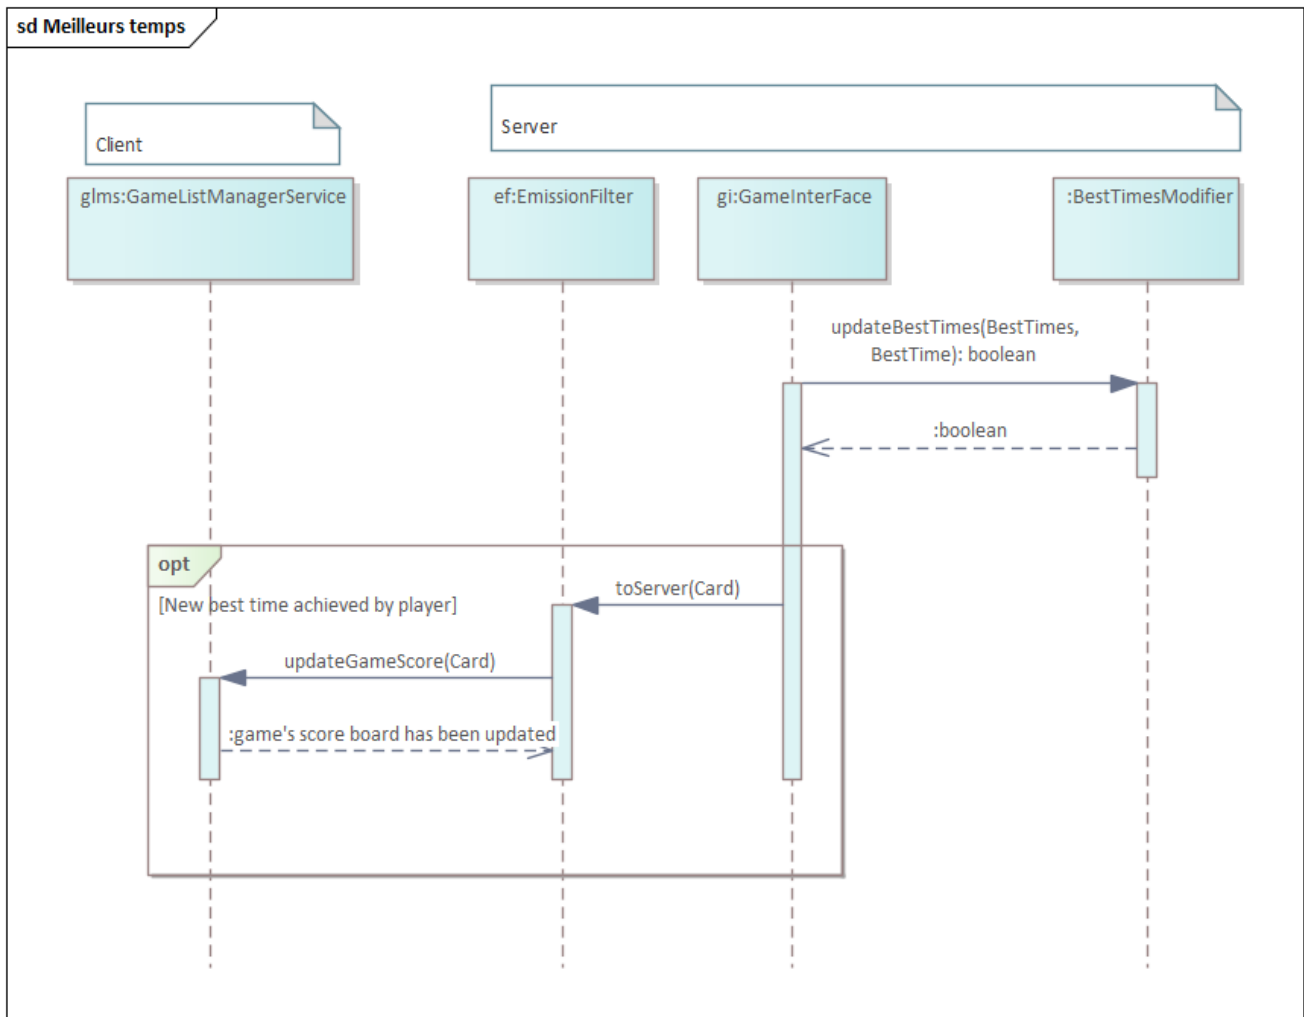 sd Meilleurs temps
Client
Server
glms:GameListManagerService
ef:EmissionFilter
gi:GameInterFace
:BestTimesModifier
updateBestTimes(BestTimes,
BestTime): boolean
:boolean
opt
[New best time achieved by player]
toServer(Card)
updateGameScore(Card)
:game's score board has been updated